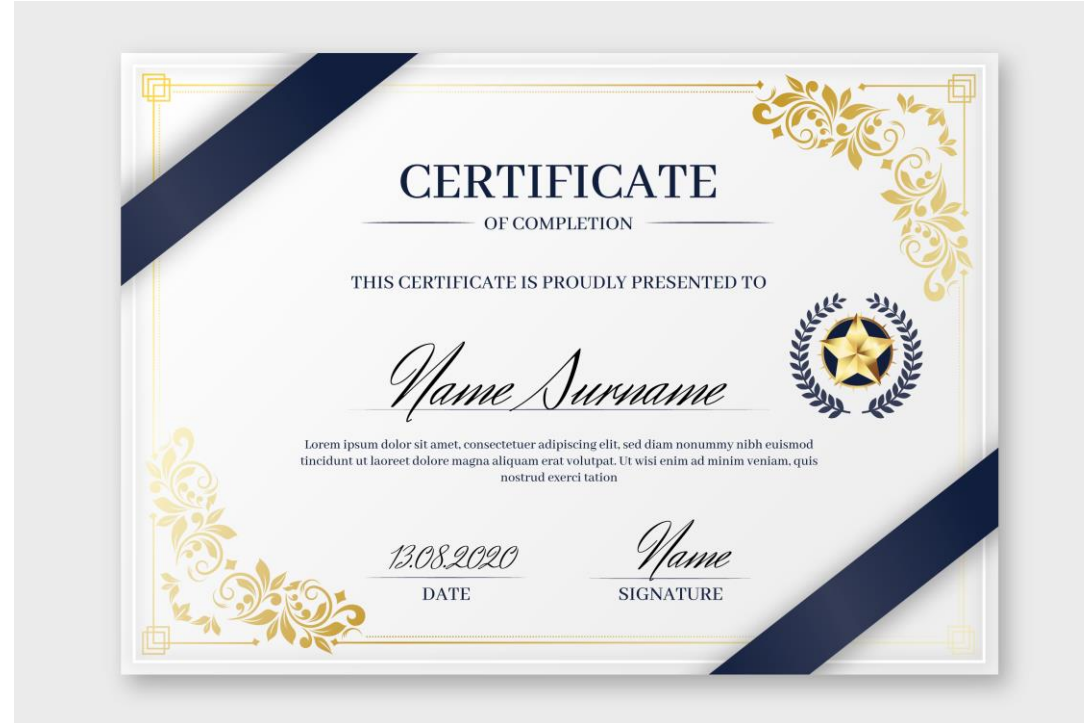 CERTIFICATE
OF COMPLETION
THIS CERTIFICATE IS PROUDLY PRESENTED TO
Name Surname
Lorem ipsum dolor sit amet, consectetuer adipiscing elit, sed diam nonummy nibh euismod
tincidunt ut laoreet dolore magna aliquam erat volutpat. Ut wisi enim ad minim veniam, quis
nostrud exerci tation
13.08.2020 Name
DATE SIGNATURE